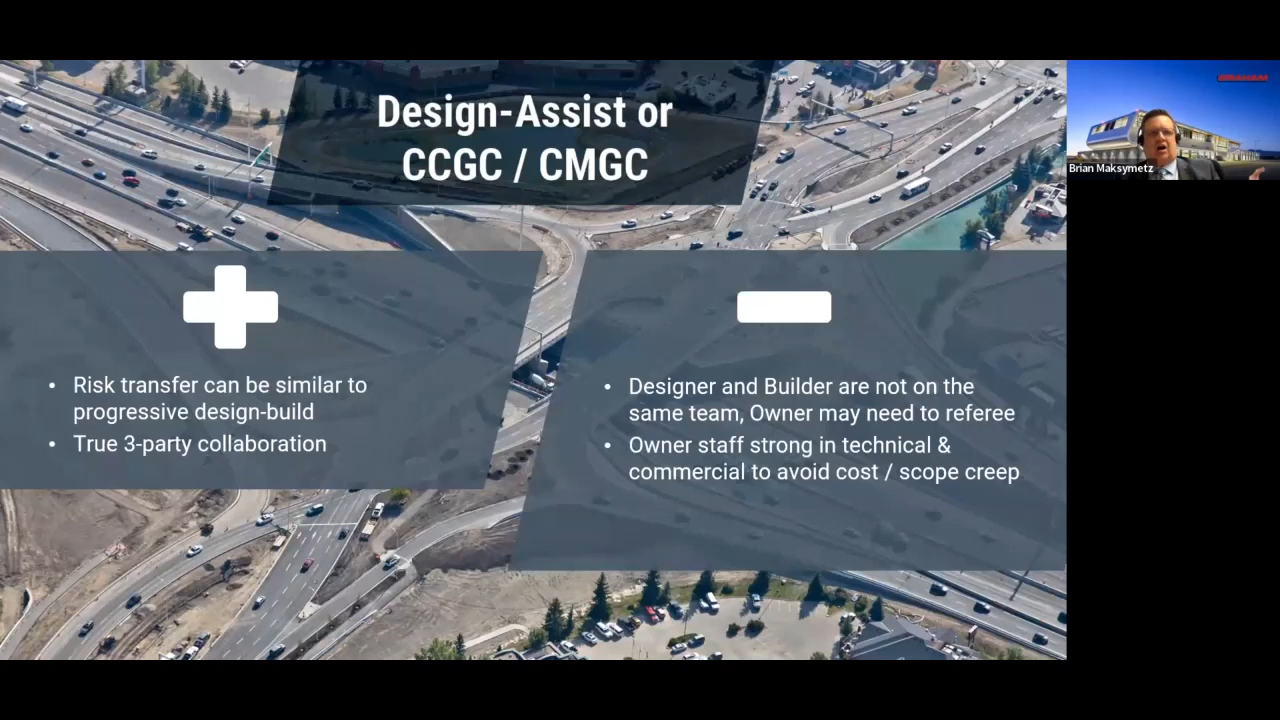 Design-Assist or
CCGC / CMGC
• Risk transfer can be similar to
progressive design-build
• True 3-party collaboration
• Designer and Builder are not on the
same team, Owner may need to referee
• Owner staff strong in technical &
commercial to avoid cost / scope creep
Brian Maksymetz